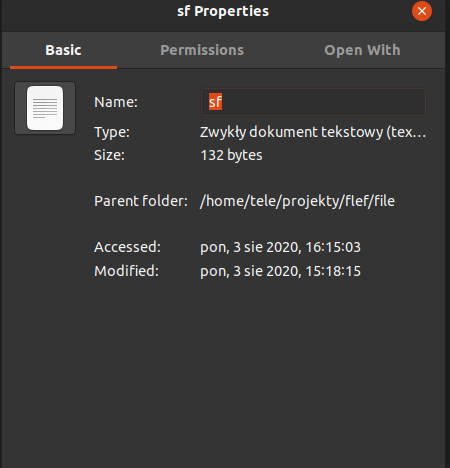 sf Properties
Basic Permissions Open With
Name: sf
Type: Zwykły dokument tekstowy (tex…
Size: 132 bytes
Parent folder: /home/tele/projekty/flef/file
Accessed: pon, 3 sie 2020, 16:15:03
Modified: pon, 3 sie 2020, 15:18:15